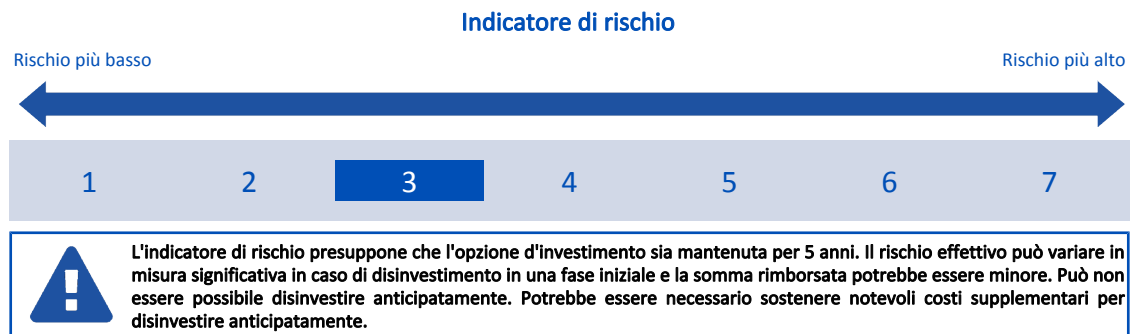 Indicatore di rischio
Rischio più basso
Rischio più alto
1 2 3 4 5 6 7
L'indicatore di rischio presuppone che l'opzione d'investimento sia mantenuta per 5 anni. Il rischio effettivo può variare in
misura significativa in caso di disinvestimento in una fase iniziale e la somma rimborsata potrebbe essere minore. Può non
essere possibile disinvestire anticipatamente. Potrebbe essere necessario sostenere notevoli costi supplementari per
disinvestire anticipatamente.